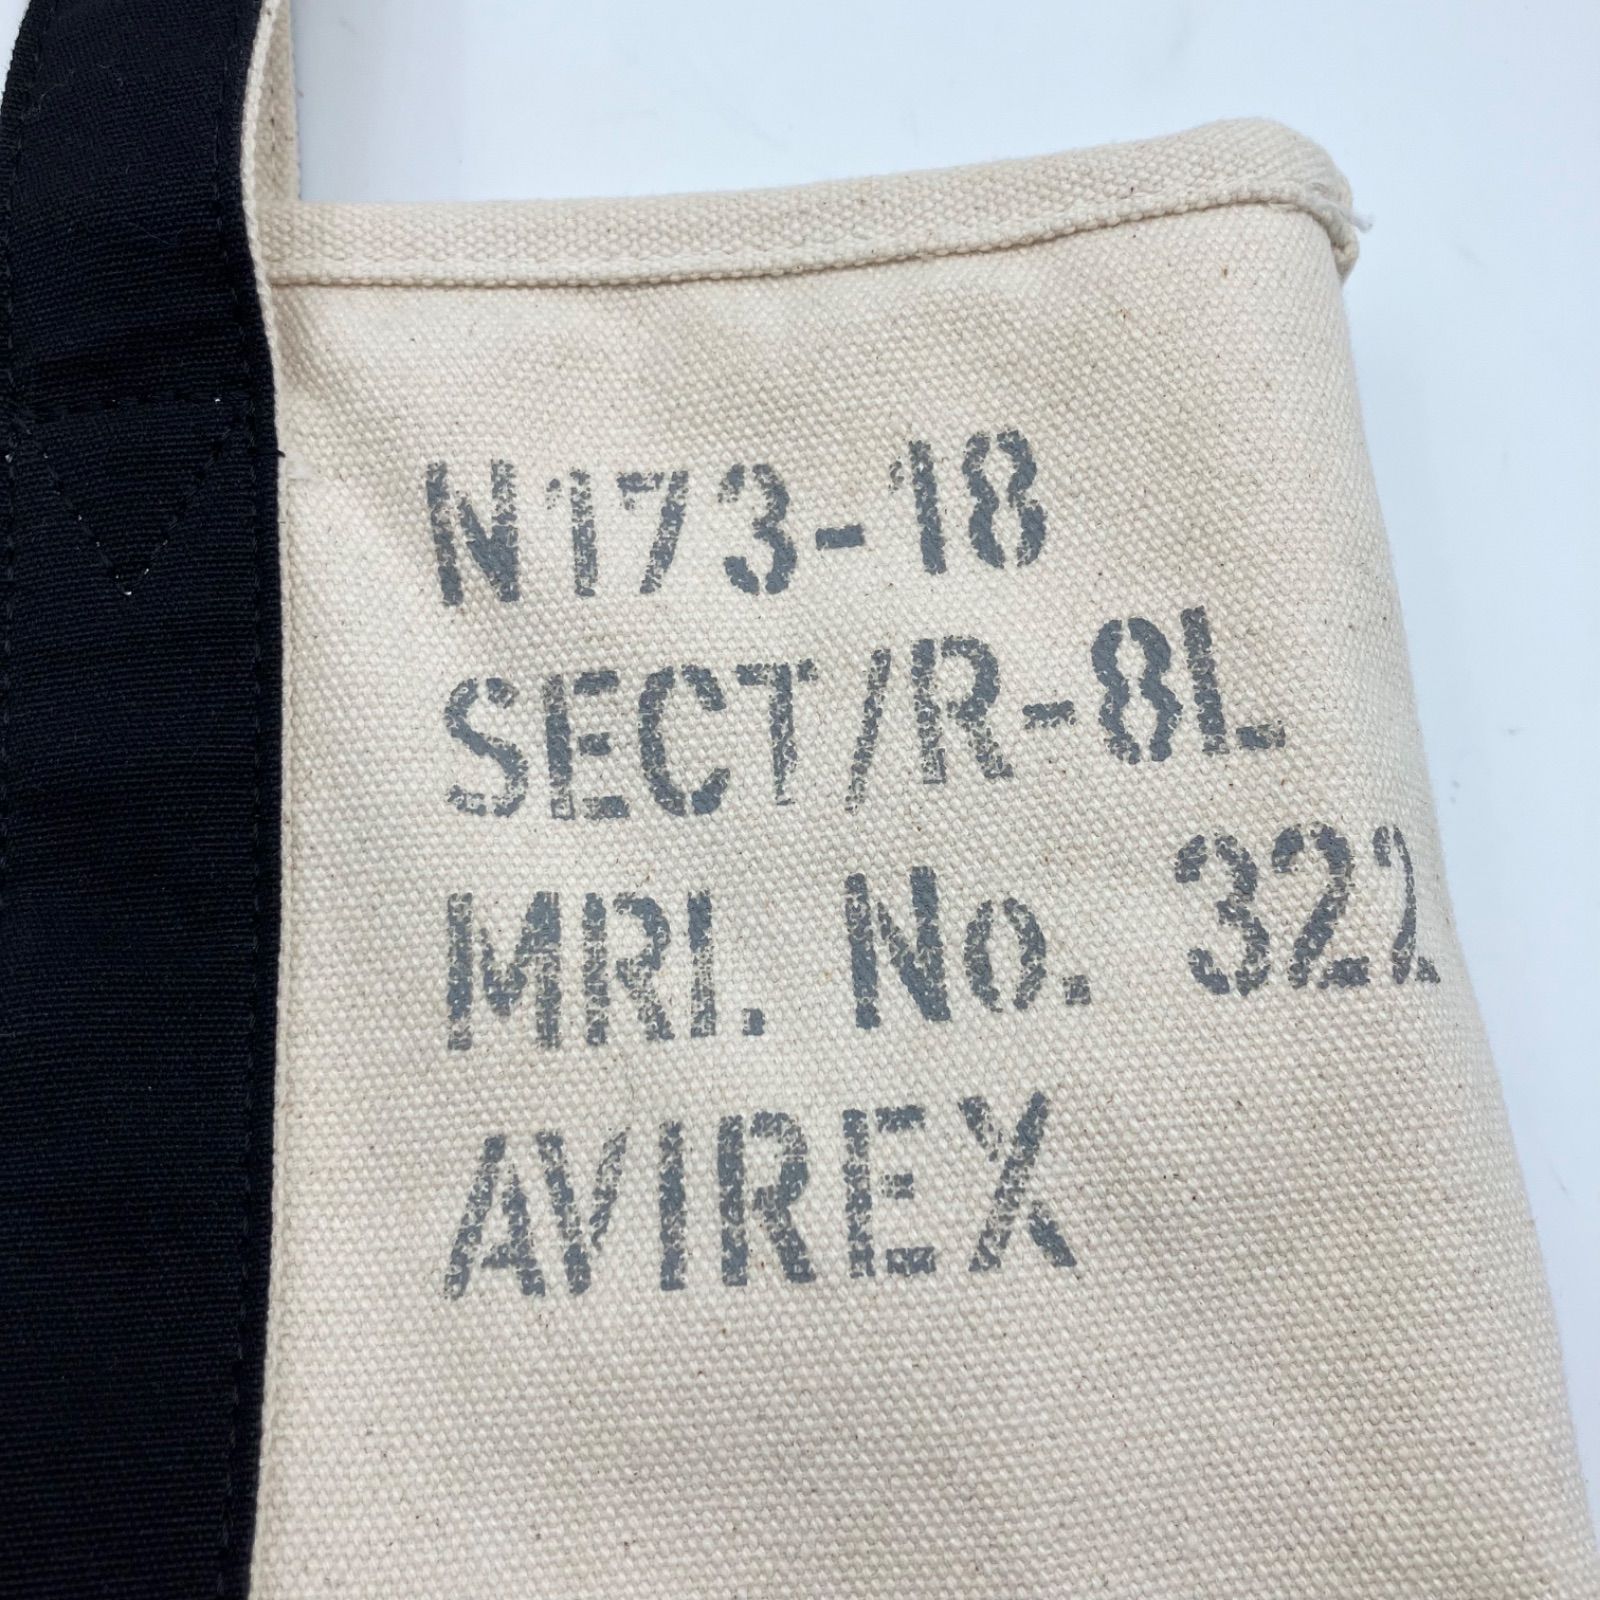 N173-18
SECT/R-8L
MRI. No. 322
AVIREX